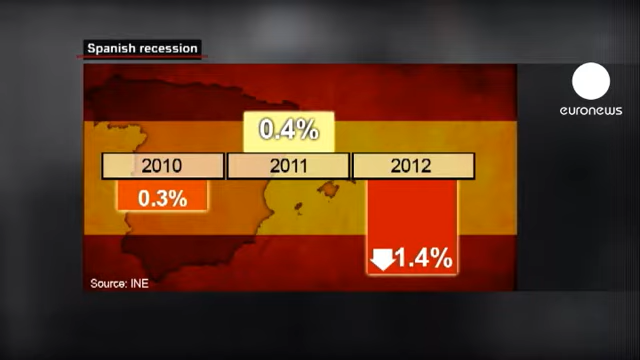 Spanish recession
euronews
0.4%
2010
2011
2012
0.3%
1.4%
Source: INE